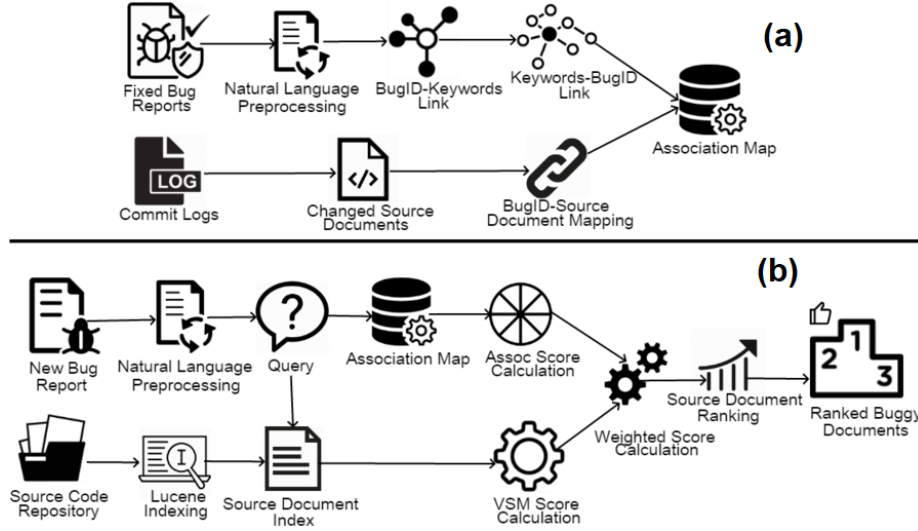 (a)
Fixed Bug
Reports
Natural Language
Preprocessing
BugID-Keywords
Link
Keywords-BugID
Link
Association Map
LOG
Commit Logs
</>
Changed Source
Documents
BugID-Source
Document Mapping
(b)
New Bug
Report
Natural Language
Preprocessing
?
Query
Association Map
Assoc Score
Calculation
Weighted Score
Calculation
Source Document
Ranking
1
2
3
Ranked Buggy
Documents
Source Code
Repository
I
Lucene
Indexing
Source Document
Index
VSM Score
Calculation